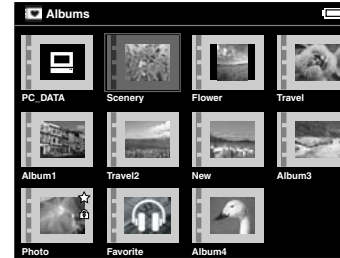 Albums
PC_DATA Scenery Flower Travel
Album1 Travel2 New Album3
Photo Favorite Album4